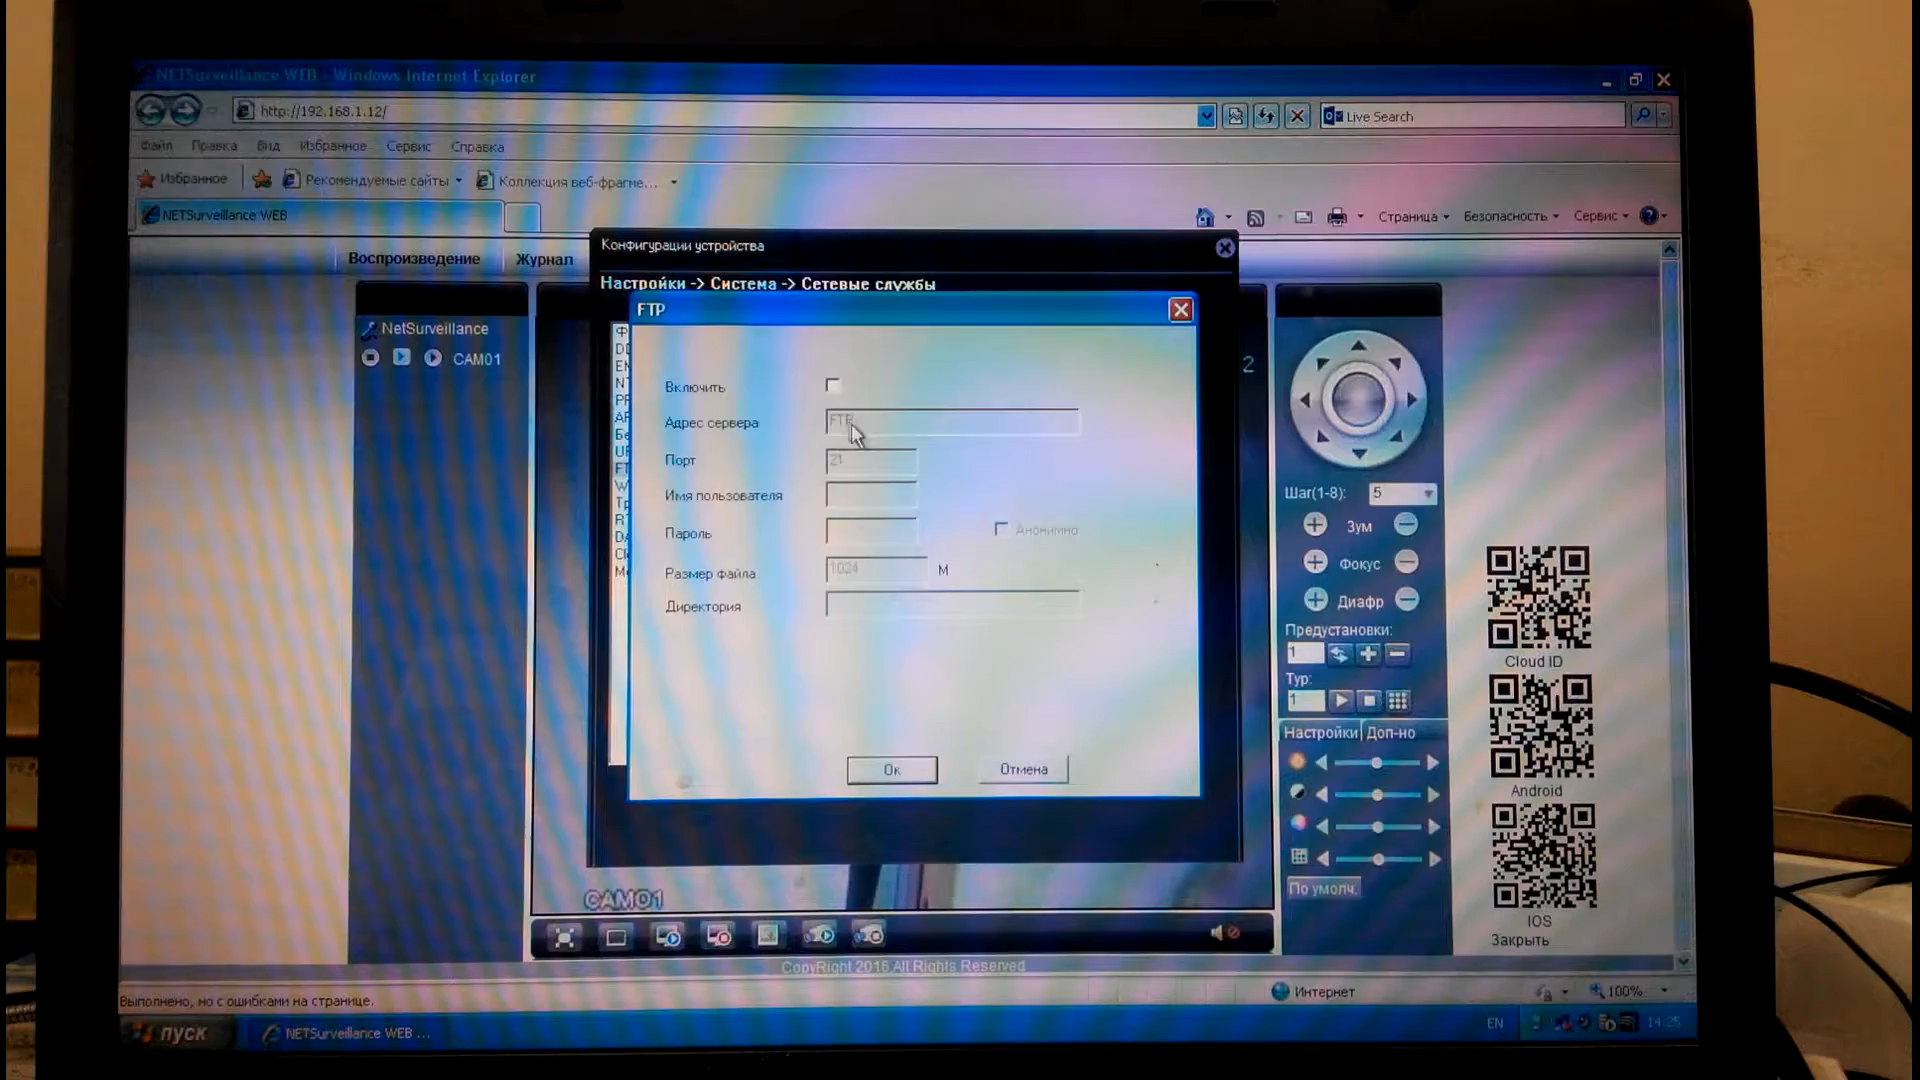 NETSurveillance WEB - Windows Internet Explorer
http://192.168.1.12/
Live Search
Файл Правка Вид Избранное Сервис Справка
Избранное Рекомендуемые сайты Коллекция веб-фрагме...
NETSurveillance WEB
Страница Безопасность Сервис
Воспроизведение Журнал
Конфигурации устройства
Настройки -> Система -> Сетевые службы
FTP
NetSurveillance
CAM01
2
Включить
Адрес сервера FTP
Порт 21
Имя пользователя
Пароль Анонимно
Размер файла 1024 M
Директория
Ок Отмена
Шаг(1-8): 5
Зум
Фокус
Диафр
Предустановки:
1
Тур:
1
Настройки Доп-но
По умолч.
Cloud ID
Android
IOS
Закрыть
CAM01
CopyRight 2016 All Rights Reserved
Выполнено, но с ошибками на странице.
Интернет 100%
пуск NETSurveillance WEB ...
EN 14:25